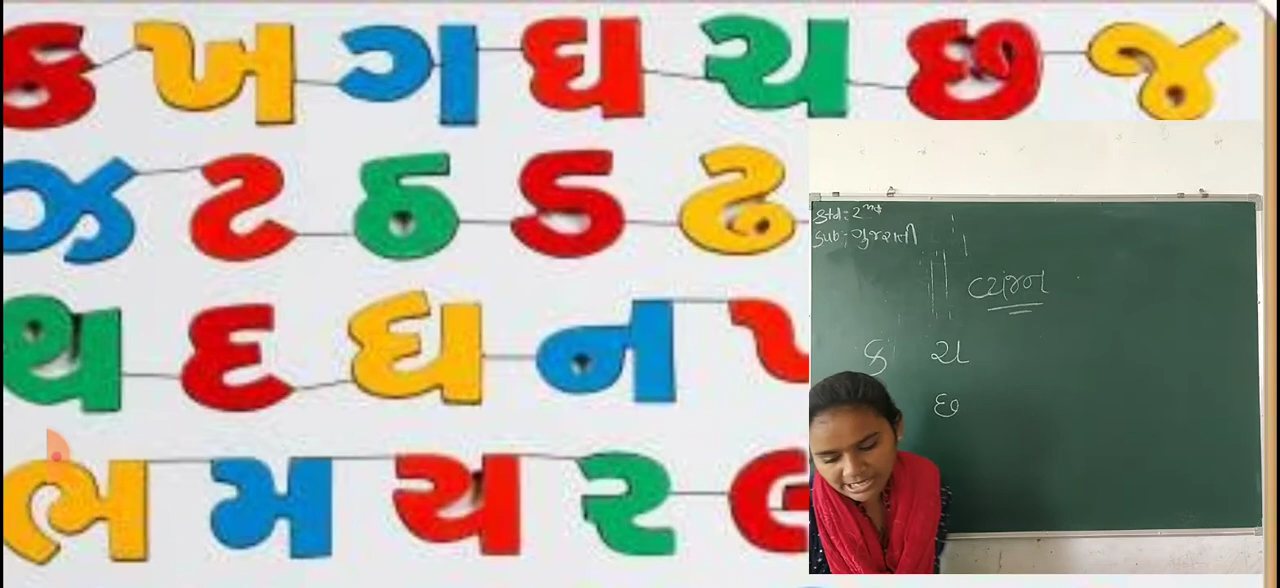 ક ખ ગ ઘ ચ છ જ
ઝ ટ ઠ ડ ઢ
થ દ ધ ન
ભ મ ય ર
Std:- 2nd
Sub:- ગુજરાતી
વ્યંજન
ક ચ
છ